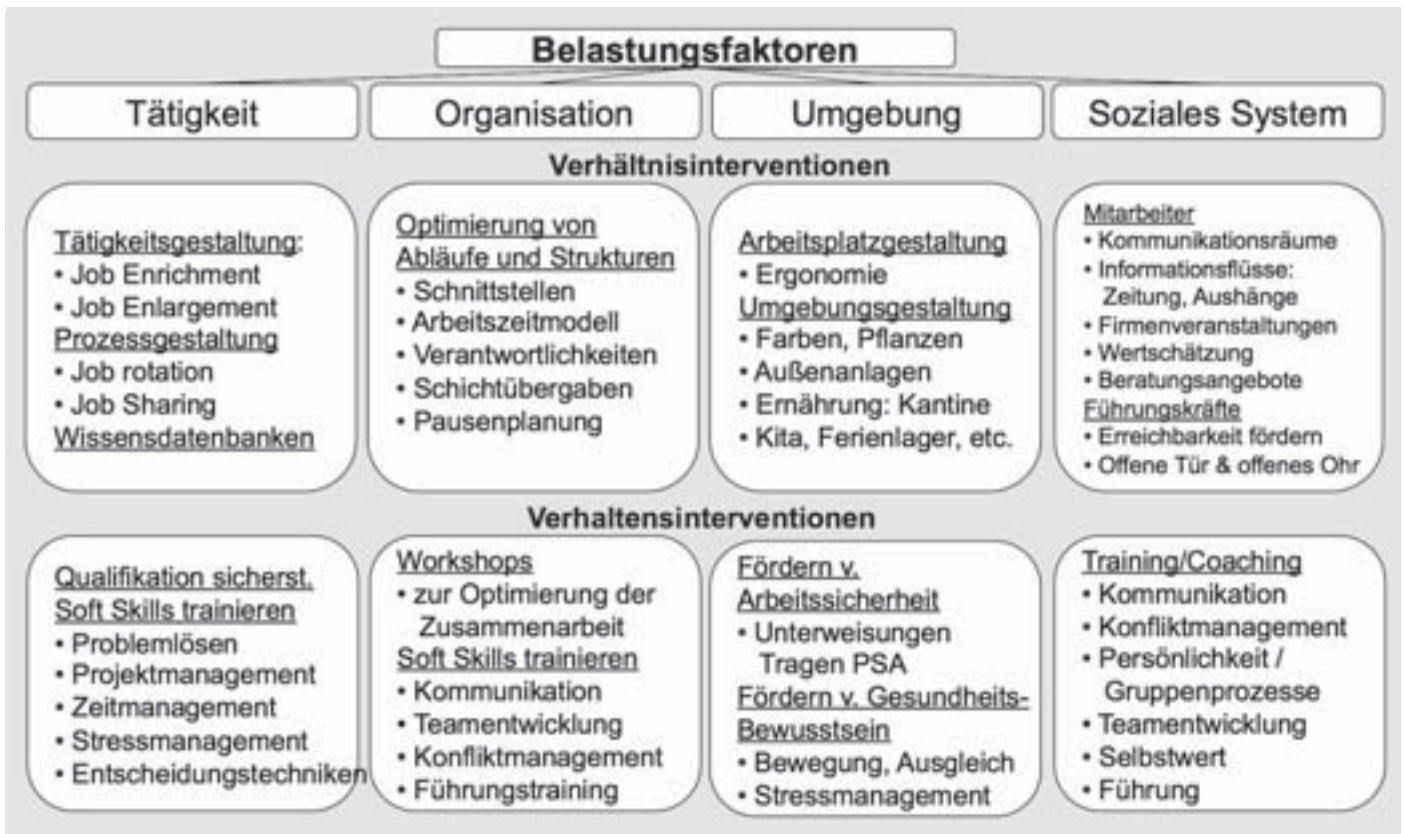 Belastungsfaktoren
Tätigkeit
Organisation
Umgebung
Soziales System
Verhältnisinterventionen
Tätigkeitsgestaltung:
• Job Enrichment
• Job Enlargement
Prozessgestaltung
• Job rotation
• Job Sharing
Wissensdatenbanken
Optimierung von
Abläufe und Strukturen
• Schnittstellen
• Arbeitszeitmodell
• Verantwortlichkeiten
• Schichtübergaben
• Pausenplanung
Arbeitsplatzgestaltung
• Ergonomie
Umgebungsgestaltung
• Farben, Pflanzen
• Außenanlagen
• Ernährung: Kantine
• Kita, Ferienlager, etc.
Mitarbeiter
• Kommunikationsräume
• Informationsflüsse:
Zeitung, Aushänge
• Firmenveranstaltungen
• Wertschätzung
• Beratungsangebote
Führungskräfte
• Erreichbarkeit fördern
• Offene Tür & offenes Ohr
Verhaltensinterventionen
Qualifikation sicherst.
Soft Skills trainieren
• Problemlösen
• Projektmanagement
• Zeitmanagement
• Stressmanagement
• Entscheidungstechniken
Workshops
• zur Optimierung der
Zusammenarbeit
Soft Skills trainieren
• Kommunikation
• Teamentwicklung
• Konfliktmanagement
• Führungstraining
Fördern v.
Arbeitssicherheit
• Unterweisungen
Tragen PSA
Fördern v. Gesundheits-
Bewusstsein
• Bewegung, Ausgleich
• Stressmanagement
Training/Coaching
• Kommunikation
• Konfliktmanagement
• Persönlichkeit /
Gruppenprozesse
• Teamentwicklung
• Selbstwert
• Führung